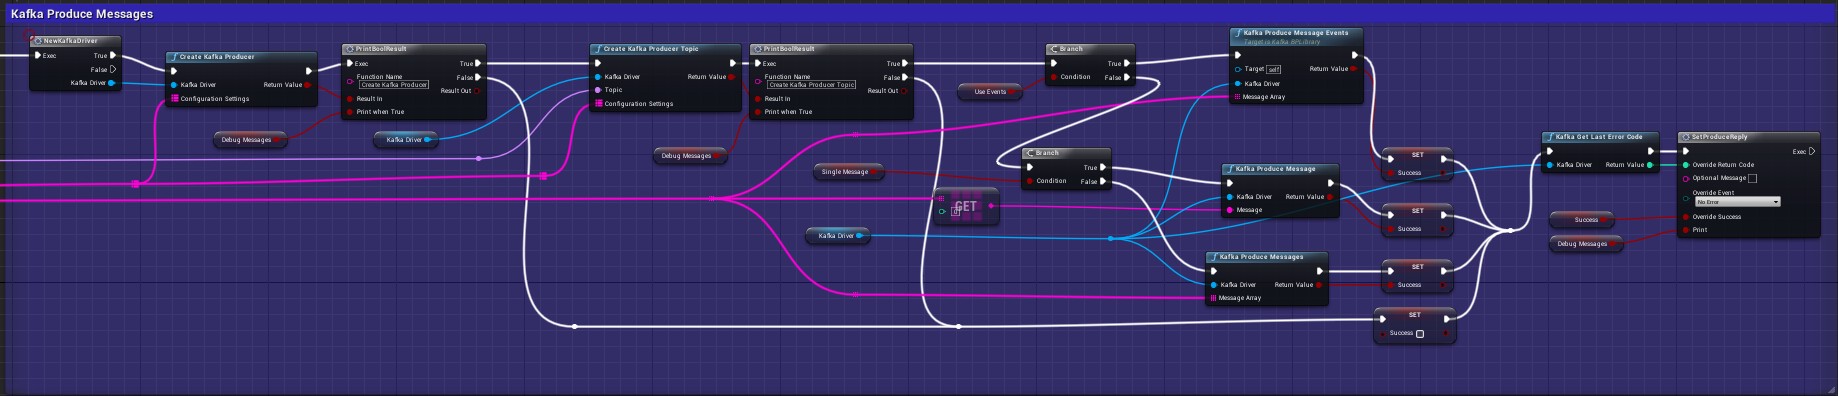 Kafka Produce Messages
NewKafkaDriver
Exec
True
False
Kafka Driver
Create Kafka Producer
Kafka Driver
Return Value
Configuration Settings
PrintBoolResult
Exec
True
Function Name
False
Create Kafka Producer
Result Out
Result In
Print when True
Debug Messages
Kafka Driver
Create Kafka Producer Topic
Kafka Driver
Return Value
Topic
Configuration Settings
PrintBoolResult
Exec
True
Function Name
False
Create Kafka Producer Topic
Result Out
Result In
Print when True
Debug Messages
Branch
True
Condition
False
Use Events
Kafka Produce Message Events
Target is Kafka BPLibrary
Target
self
Return Value
Kafka Driver
Message Array
Single Message
Branch
True
Condition
False
GET
0
Kafka Driver
Kafka Produce Message
Kafka Driver
Return Value
Message
Kafka Produce Messages
Kafka Driver
Return Value
Message Array
SET
Success
SET
Success
SET
Success
SET
Success
Kafka Get Last Error Code
Kafka Driver
Return Value
Success
Debug Messages
SetProduceReply
Exec
Override Return Code
Optional Message
Override Event
No Error
Override Success
Print